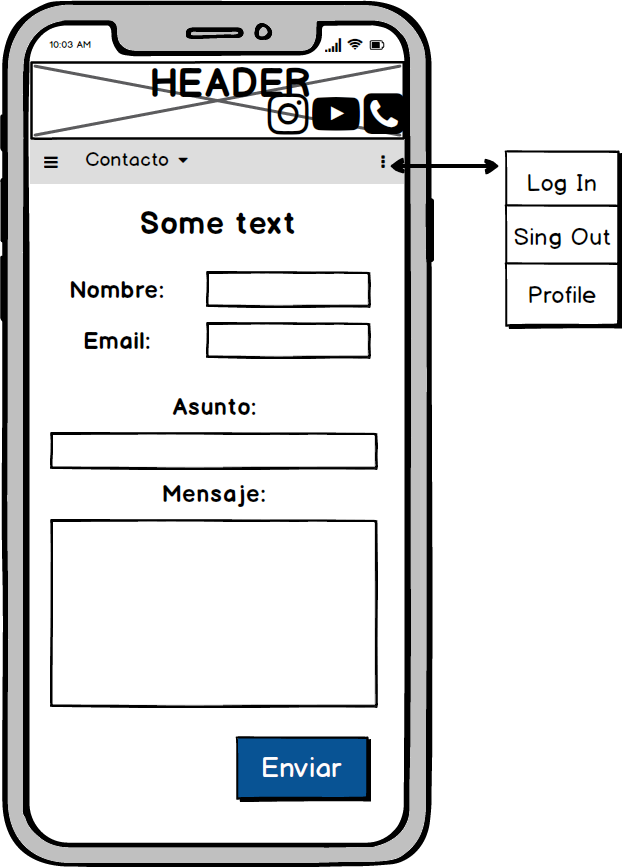 10:03 AM
HEADER
Contacto
Log In
Sing Out
Profile
Some text
Nombre:
Email:
Asunto:
Mensaje:
Enviar